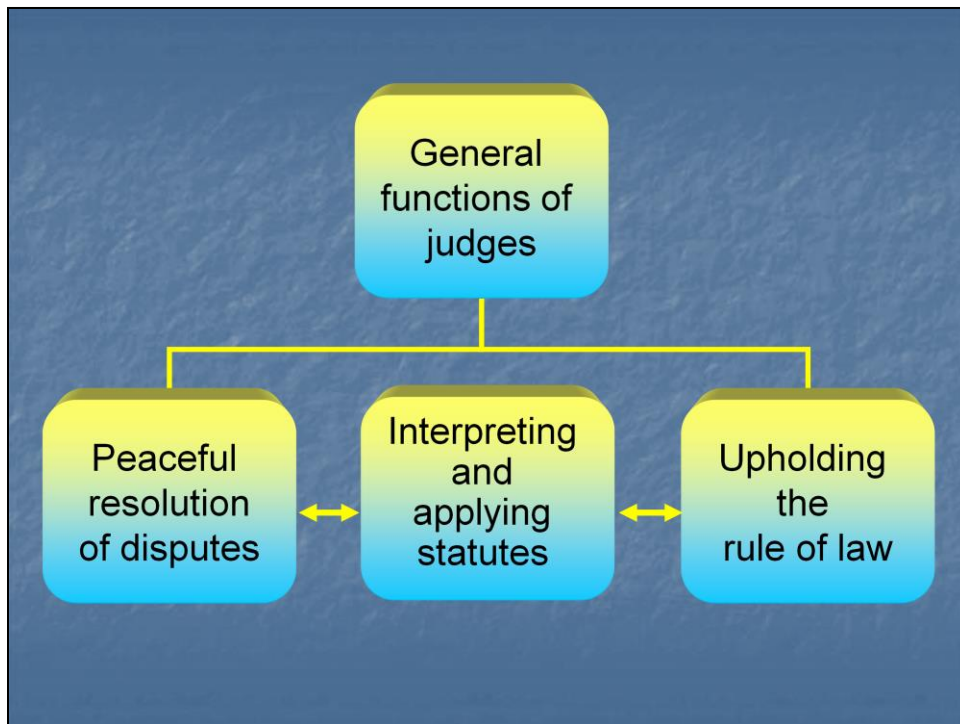 General
functions of
judges
Peaceful
resolution
of disputes
Interpreting
and
applying
statutes
Upholding
the
rule of law